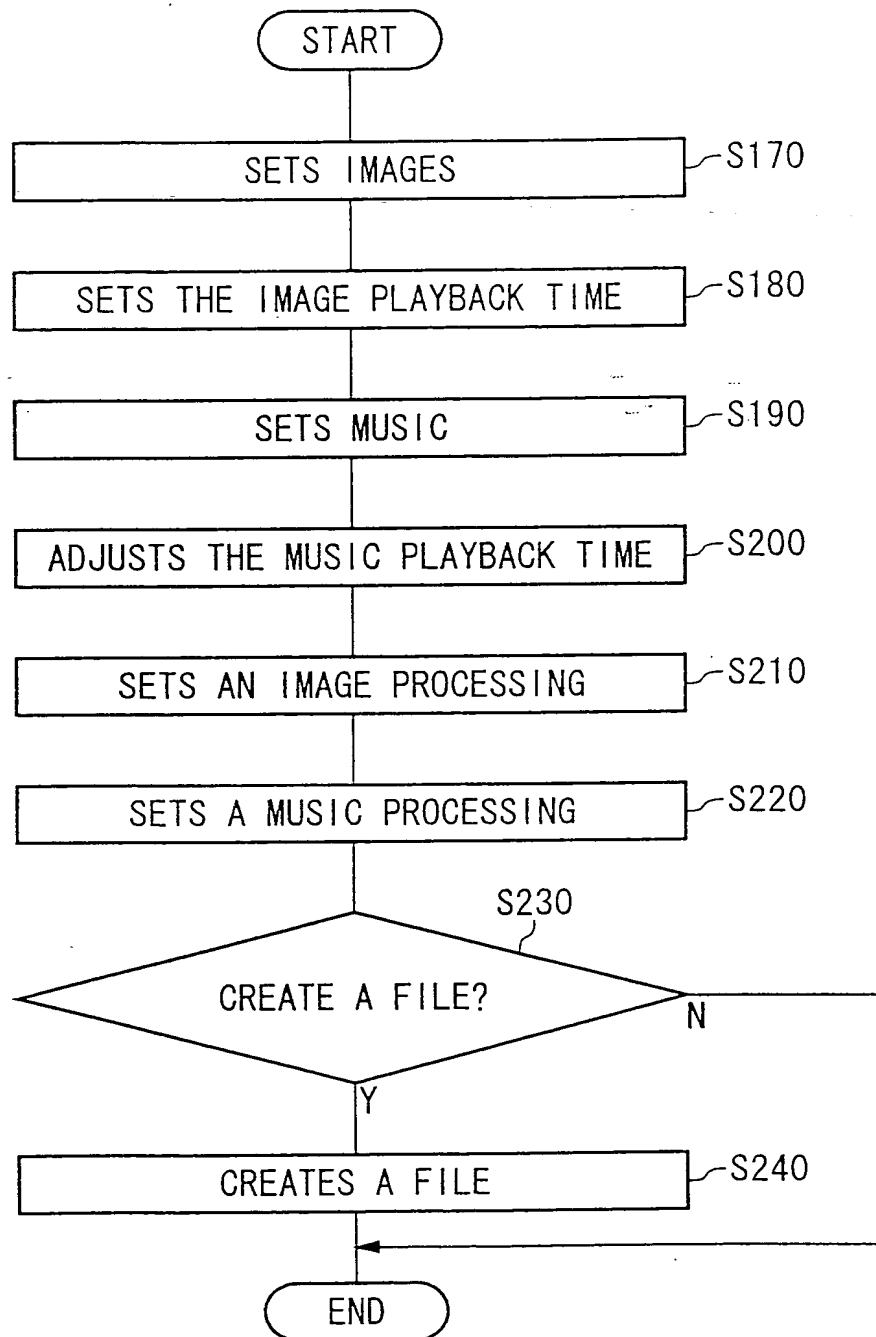 START
SETS IMAGES
S170
SETS THE IMAGE PLAYBACK TIME
S180
SETS MUSIC
S190
ADJUSTS THE MUSIC PLAYBACK TIME
S200
SETS AN IMAGE PROCESSING
S210
SETS A MUSIC PROCESSING
S220
S230
CREATE A FILE?
N
Y
CREATES A FILE
S240
END